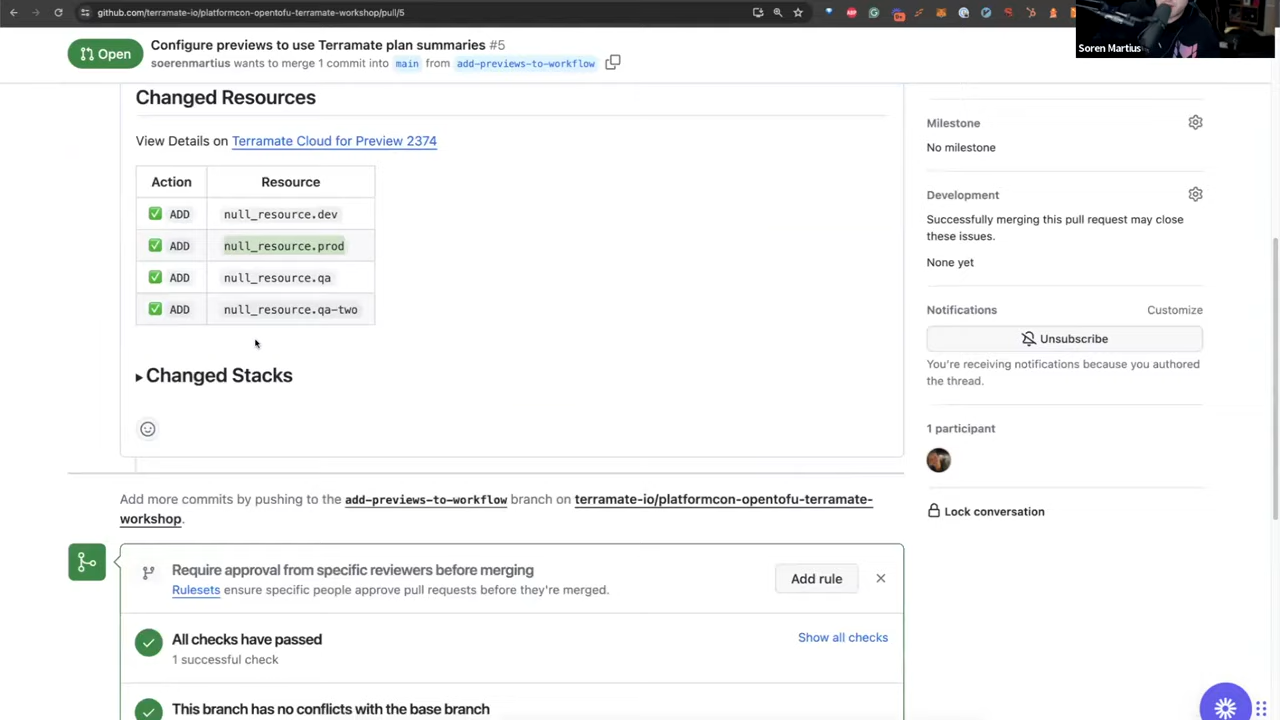 github.com/terramate-io/platformcon-opentofu-terramate-workshop/pull/5
Soren Martius
Open
Configure previews to use Terramate plan summaries #5
soerenmartius wants to merge 1 commit into main from add-previews-to-workflow
Changed Resources
View Details on Terramate Cloud for Preview 2374
Action Resource
ADD null_resource.dev
ADD null_resource.prod
ADD null_resource.qa
ADD null_resource.qa-two
Changed Stacks
Add more commits by pushing to the add-previews-to-workflow branch on terramate-io/platformcon-opentofu-terramate-
workshop.
Require approval from specific reviewers before merging
Rulesets ensure specific people approve pull requests before they're merged.
Add rule
All checks have passed
1 successful check
Show all checks
This branch has no conflicts with the base branch
Milestone
No milestone
Development
Successfully merging this pull request may close
these issues.
None yet
Notifications
Customize
Unsubscribe
You're receiving notifications because you authored
the thread.
1 participant
Lock conversation